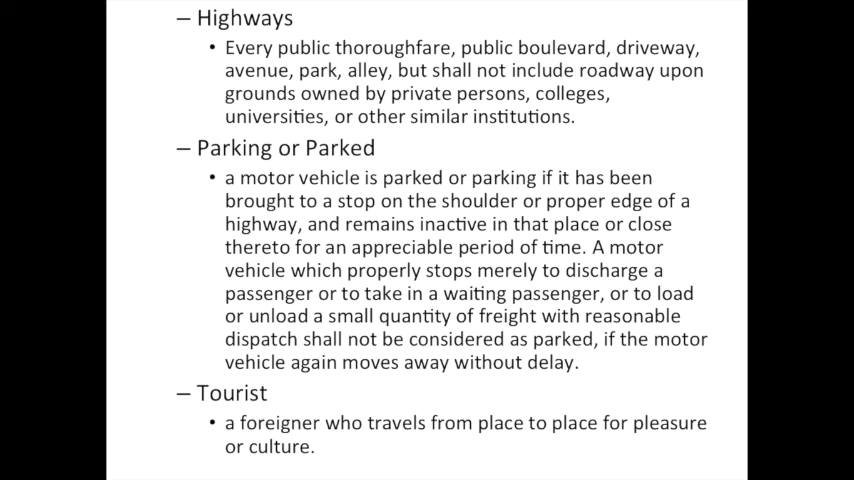 – Highways
• Every public thoroughfare, public boulevard, driveway,
avenue, park, alley, but shall not include roadway upon
grounds owned by private persons, colleges,
universities, or other similar institutions.
– Parking or Parked
• a motor vehicle is parked or parking if it has been
brought to a stop on the shoulder or proper edge of a
highway, and remains inactive in that place or close
thereto for an appreciable period of time. A motor
vehicle which properly stops merely to discharge a
passenger or to take in a waiting passenger, or to load
or unload a small quantity of freight with reasonable
dispatch shall not be considered as parked, if the motor
vehicle again moves away without delay.
– Tourist
• a foreigner who travels from place to place for pleasure
or culture.